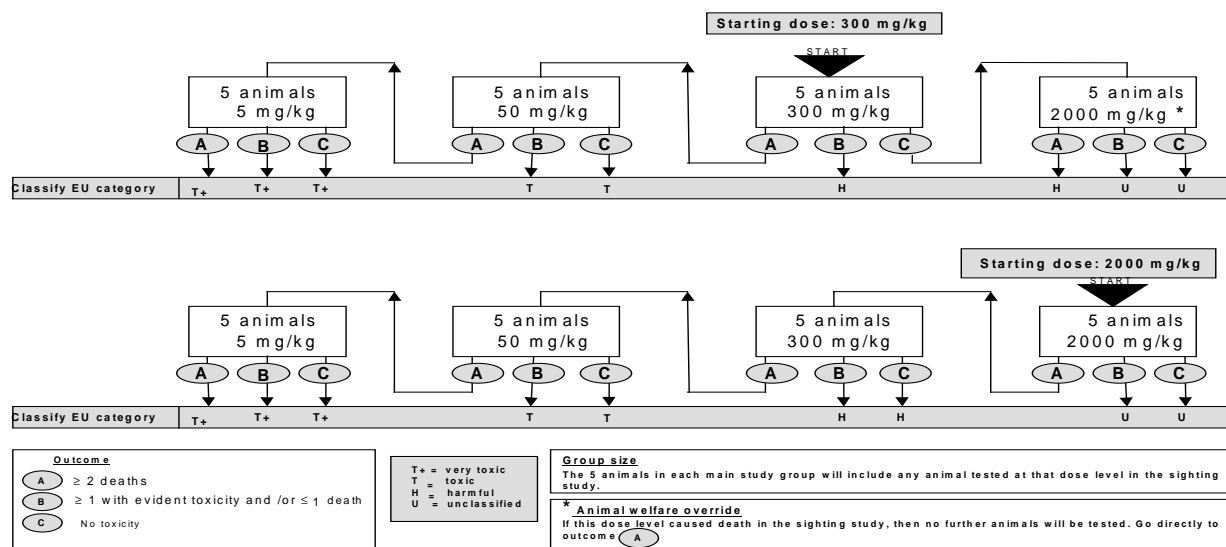 Starting dose: 300 mg/kg
START
5 animals
5 mg/kg
5 animals
50 mg/kg
5 animals
300 mg/kg
5 animals
2000 mg/kg *
A B C A B C A B C A B C
Classify EU category T+ T+ T+ T T H H U U
Starting dose: 2000 mg/kg
START
5 animals
5 mg/kg
5 animals
50 mg/kg
5 animals
300 mg/kg
5 animals
2000 mg/kg
A B C A B C A B C A B C
Classify EU category T+ T+ T+ T T H H U U
Outcome
A ≥ 2 deaths
B ≥ 1 with evident toxicity and /or ≤ 1 death
C No toxicity
T+ = very toxic
T = toxic
H = harmful
U = unclassified
Group size
The 5 animals in each main study group will include any animal tested at that dose level in the sighting
study.
* Animal welfare override
If this dose level caused death in the sighting study, then no further animals will be tested. Go directly to
outcome A